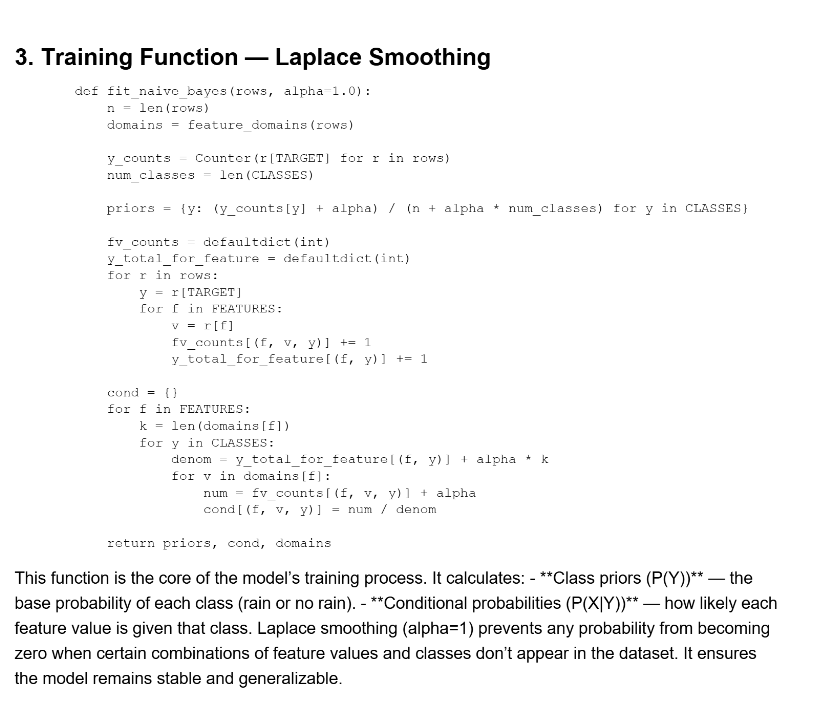 3. Training Function — Laplace Smoothing
def fit_naive_bayes(rows, alpha=1.0):
    n = len(rows)
    domains = feature_domains(rows)
    y_counts = Counter(r[TARGET] for r in rows)
    num_classes = len(CLASSES)
    priors = {y: (y_counts[y] + alpha) / (n + alpha * num_classes) for y in CLASSES}
    fv_counts = defaultdict(int)
    y_total_for_feature = defaultdict(int)
    for r in rows:
        y = r[TARGET]
        for f in FEATURES:
            v = r[f]
            fv_counts[(f, v, y)] += 1
            y_total_for_feature[(f, y)] += 1
    cond = {}
    for f in FEATURES:
        k = len(domains[f])
        for y in CLASSES:
            denom = y_total_for_feature[(f, y)] + alpha * k
            for v in domains[f]:
                num = fv_counts[(f, v, y)] + alpha
                cond[(f, v, y)] = num / denom
    return priors, cond, domains
This function is the core of the model's training process. It calculates: - **Class priors (P(Y))** — the
base probability of each class (rain or no rain). - **Conditional probabilities (P(X|Y))** — how likely each
feature value is given that class. Laplace smoothing (alpha=1) prevents any probability from becoming
zero when certain combinations of feature values and classes don't appear in the dataset. It ensures
the model remains stable and generalizable.